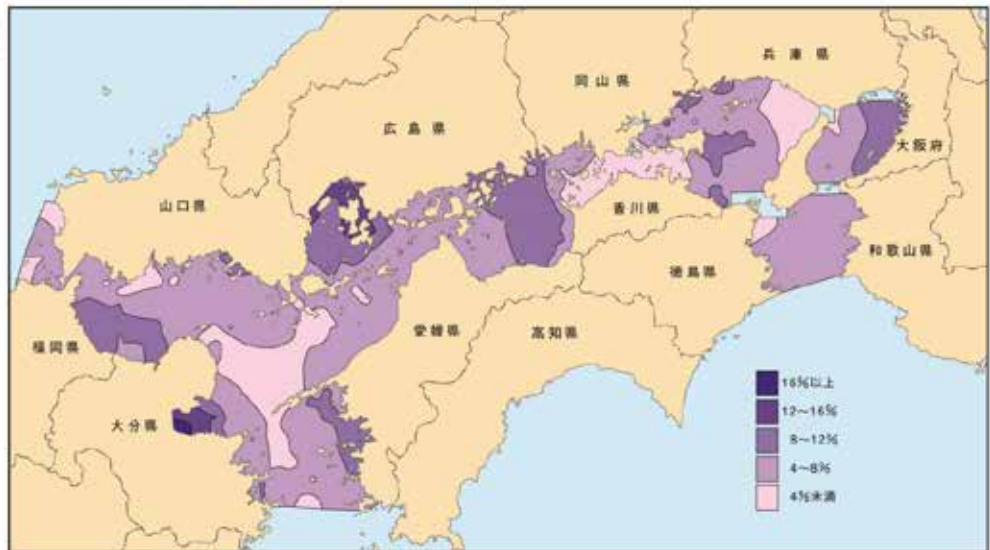 兵庫県
岡山県
広島県
大阪府
山口県
香川県
和歌山県
徳島県
愛媛県
高知県
福岡県
大分県
16%以上
12~16%
8~12%
4~8%
4%未満